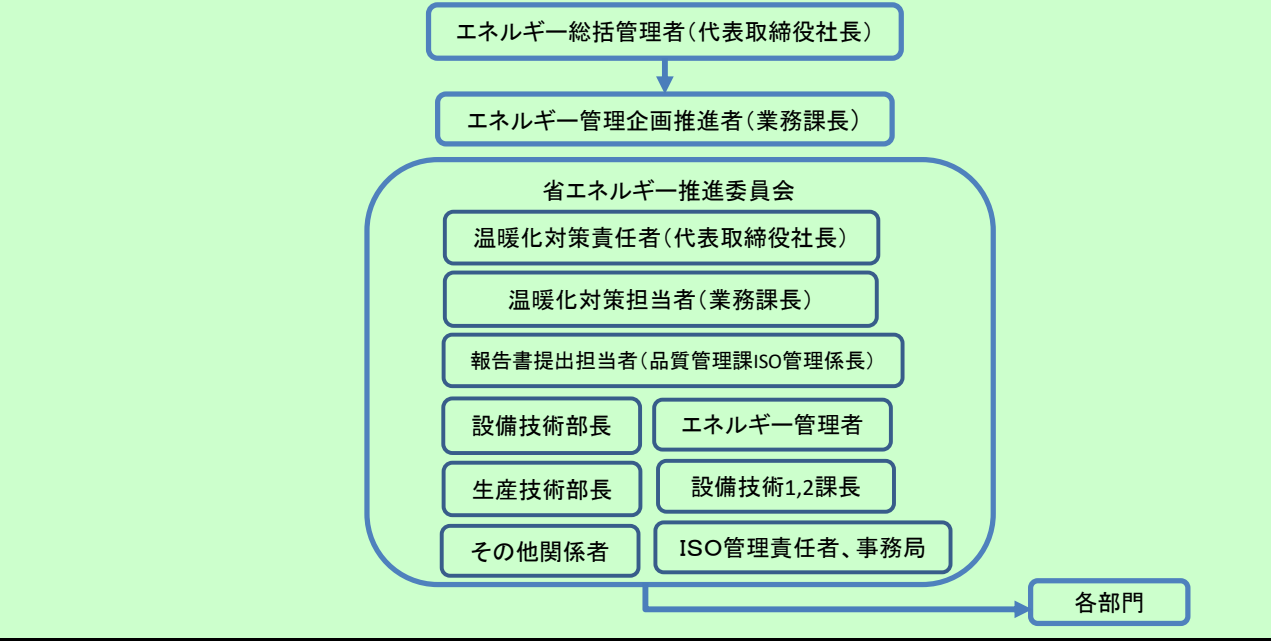 エネルギー総括管理者（代表取締役社長）
エネルギー管理企画推進者（業務課長）
省エネルギー推進委員会
温暖化対策責任者（代表取締役社長）
温暖化対策担当者（業務課長）
報告書提出担当者（品質管理課ISO管理係長）
設備技術部長
エネルギー管理者
生産技術部長
設備技術1,2課長
その他関係者
ISO管理責任者、事務局
各部門